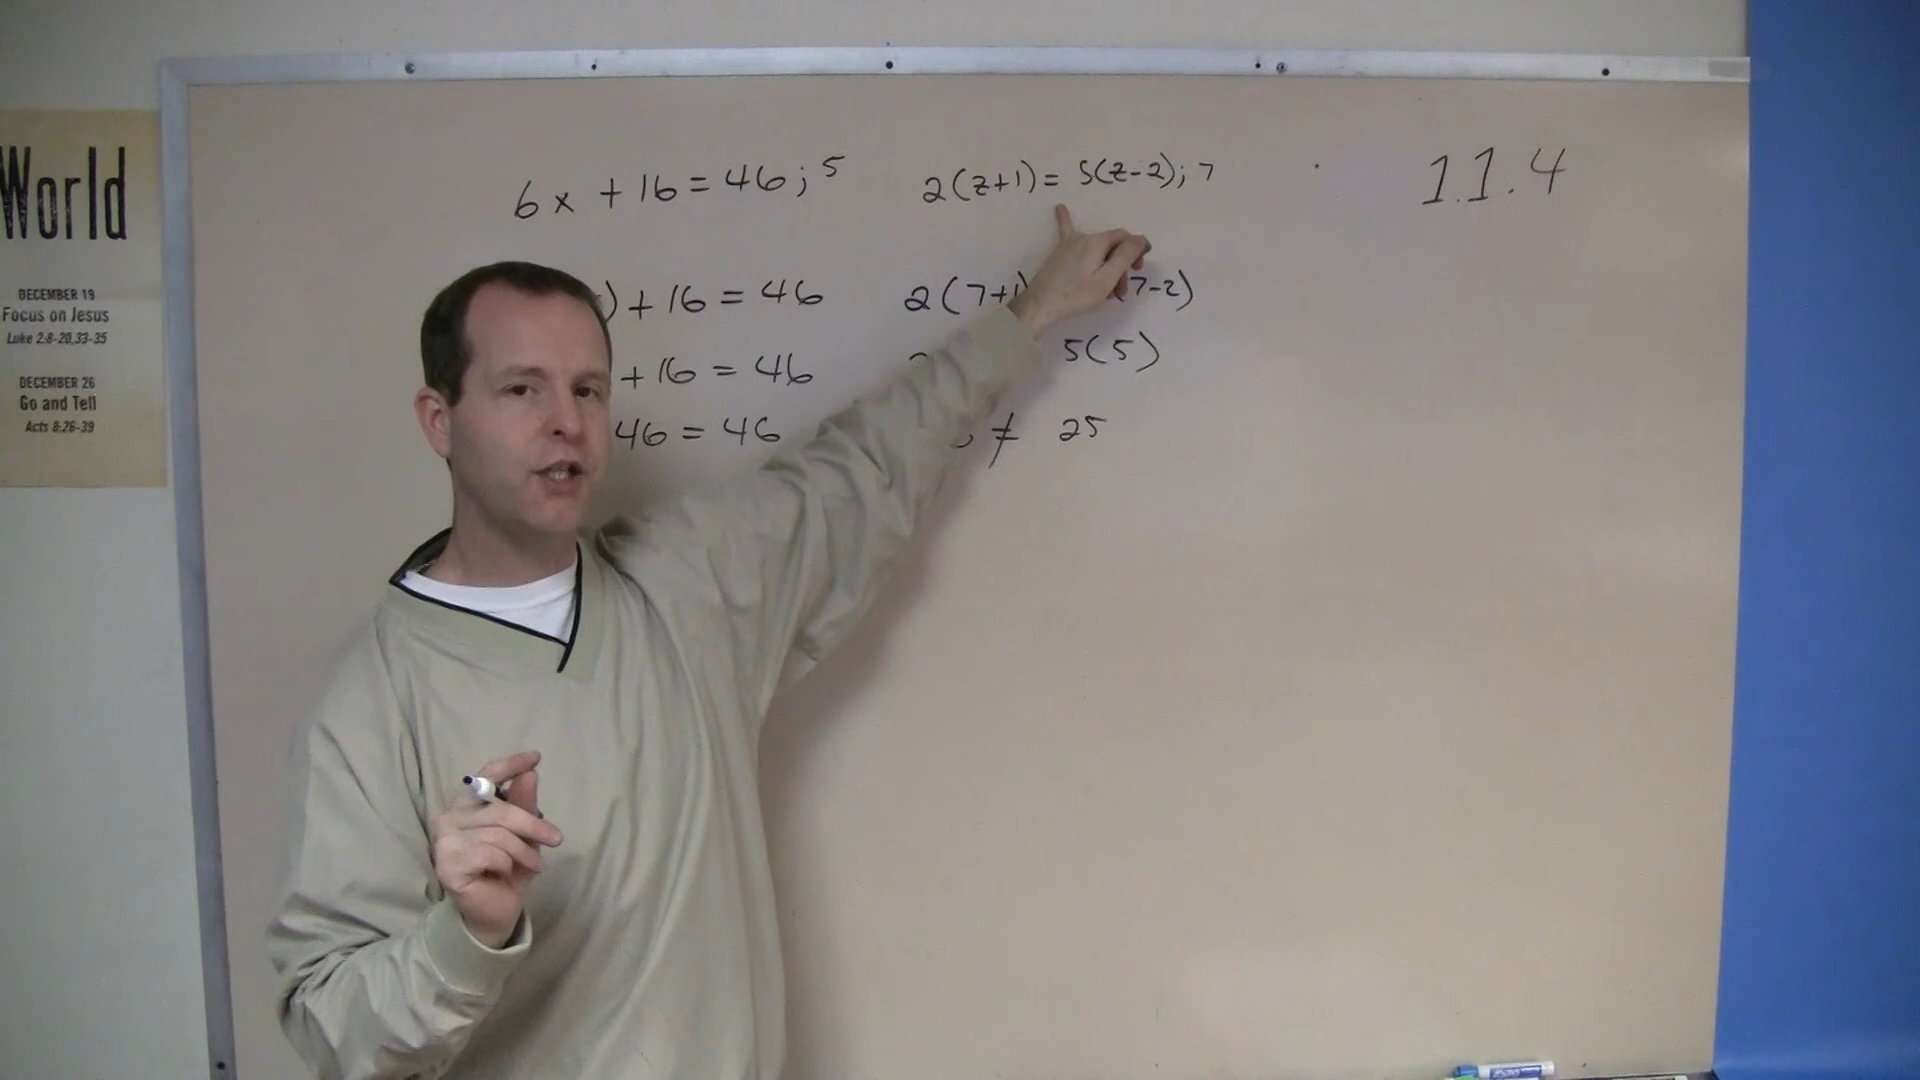 World
DECEMBER 19
Focus on Jesus
Luke 2:8-20,33-35
DECEMBER 26
Go and Tell
Acts 8:26-39
6x + 16 = 46; 5
) + 16 = 46
+ 16 = 46
46 = 46
2(z+1) = 5(z-2); 7
2(7+1) (7-2)
5(5)
≠ 25
1.1.4